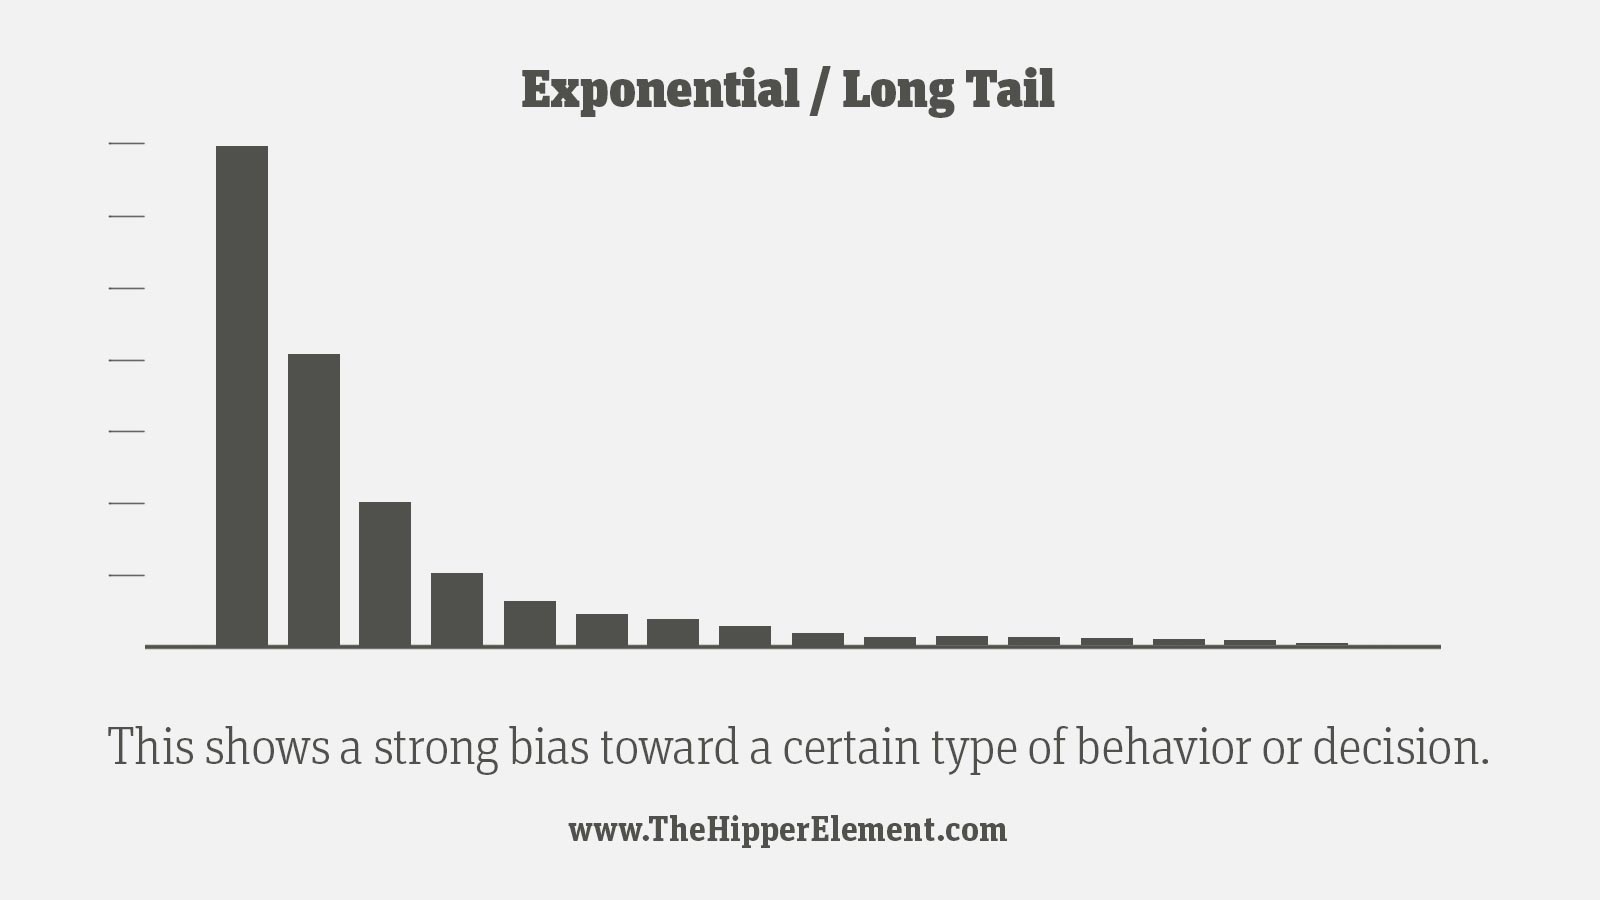 Exponential / Long Tail
This shows a strong bias toward a certain type of behavior or decision.
www.TheHipperElement.com